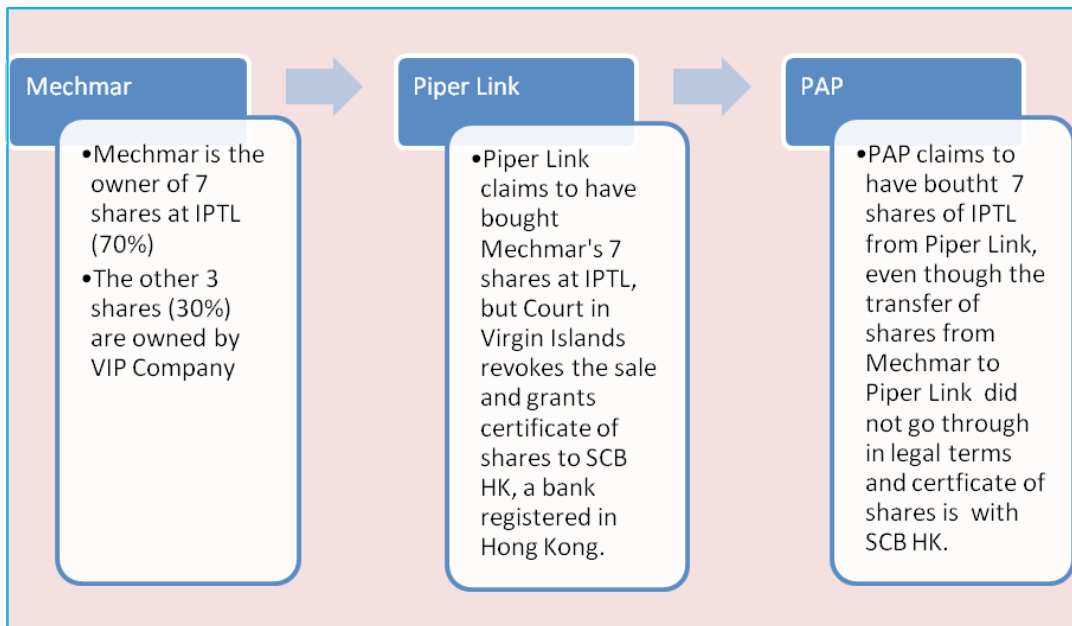 Mechmar
•Mechmar is the
owner of 7
shares at IPTL
(70%)
•The other 3
shares (30%)
are owned by
VIP Company
Piper Link
•Piper Link
claims to have
bought
Mechmar's 7
shares at IPTL,
but Court in
Virgin Islands
revokes the sale
and grants
certificate of
shares to SCB
HK, a bank
registered in
Hong Kong.
PAP
•PAP claims to
have boutht 7
shares of IPTL
from Piper Link,
even though the
transfer of
shares from
Mechmar to
Piper Link did
not go through
in legal terms
and certficate of
shares is with
SCB HK.